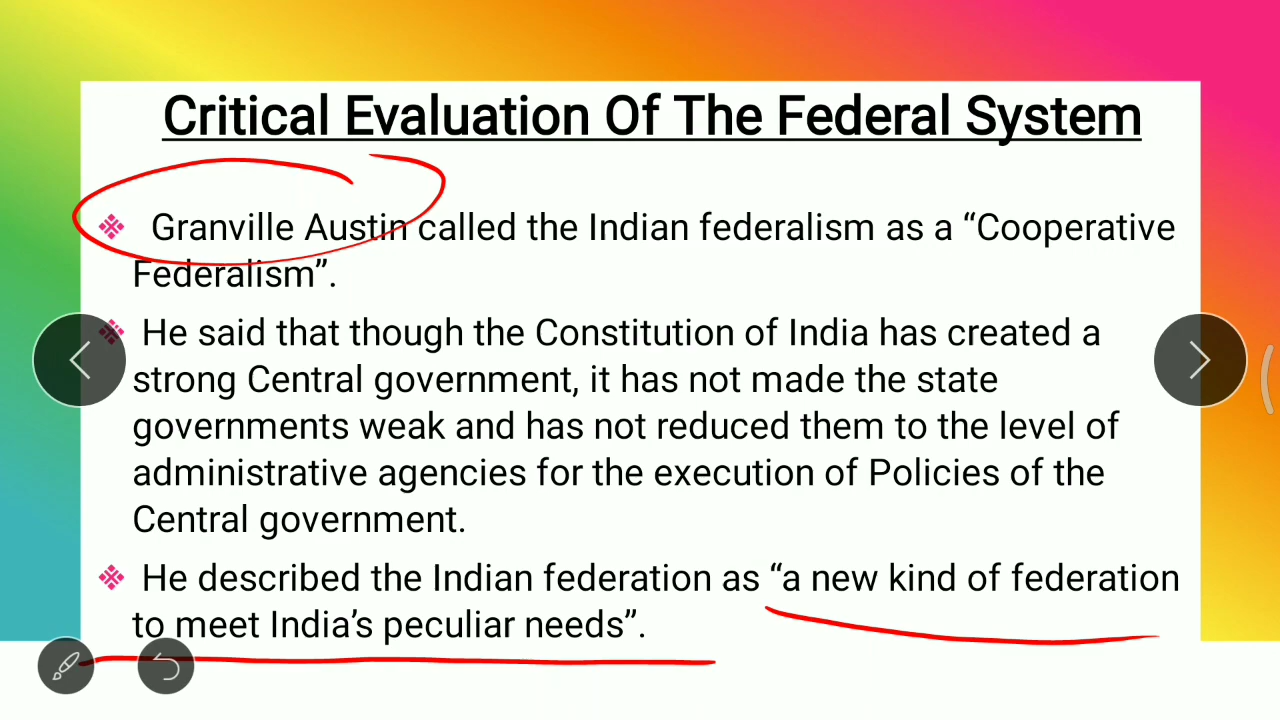 Critical Evaluation Of The Federal System
Granville Austin called the Indian federalism as a “Cooperative
Federalism”.
He said that though the Constitution of India has created a
strong Central government, it has not made the state
governments weak and has not reduced them to the level of
administrative agencies for the execution of Policies of the
Central government.
He described the Indian federation as “a new kind of federation
to meet India’s peculiar needs”.